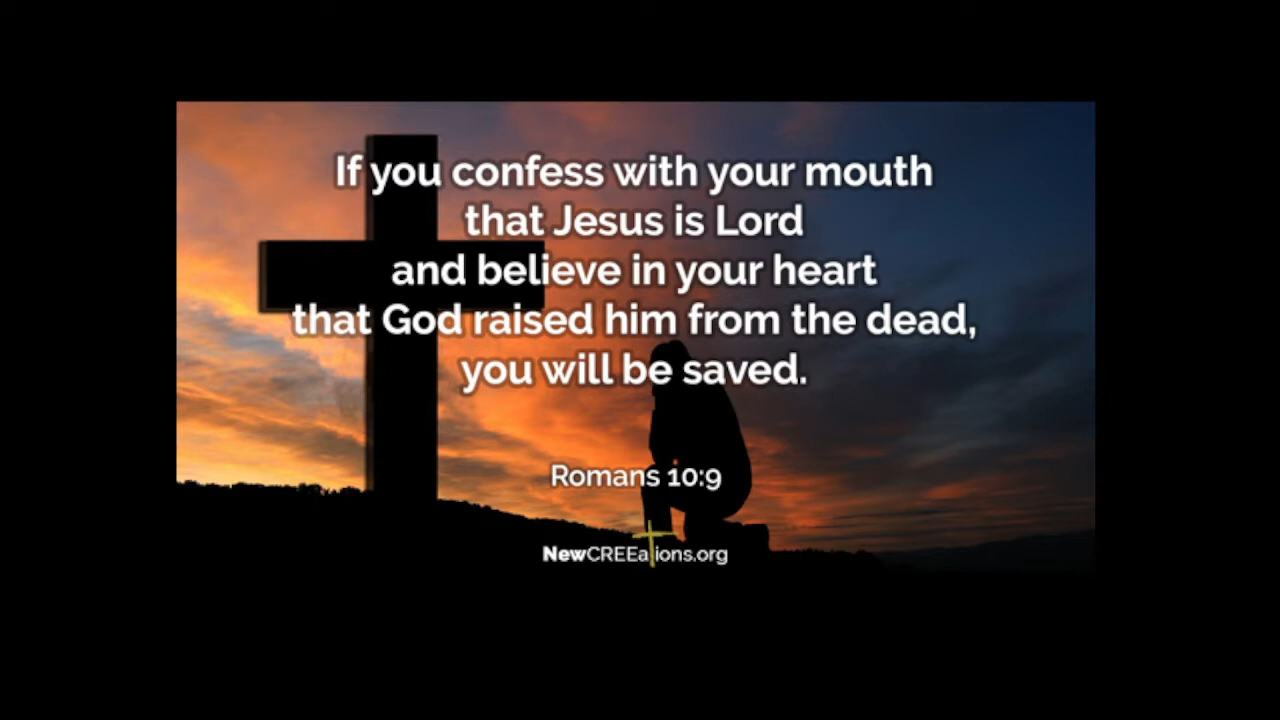 If you confess with your mouth
that Jesus is Lord
and believe in your heart
that God raised him from the dead,
you will be saved.
Romans 10:9
NewCREEations.org